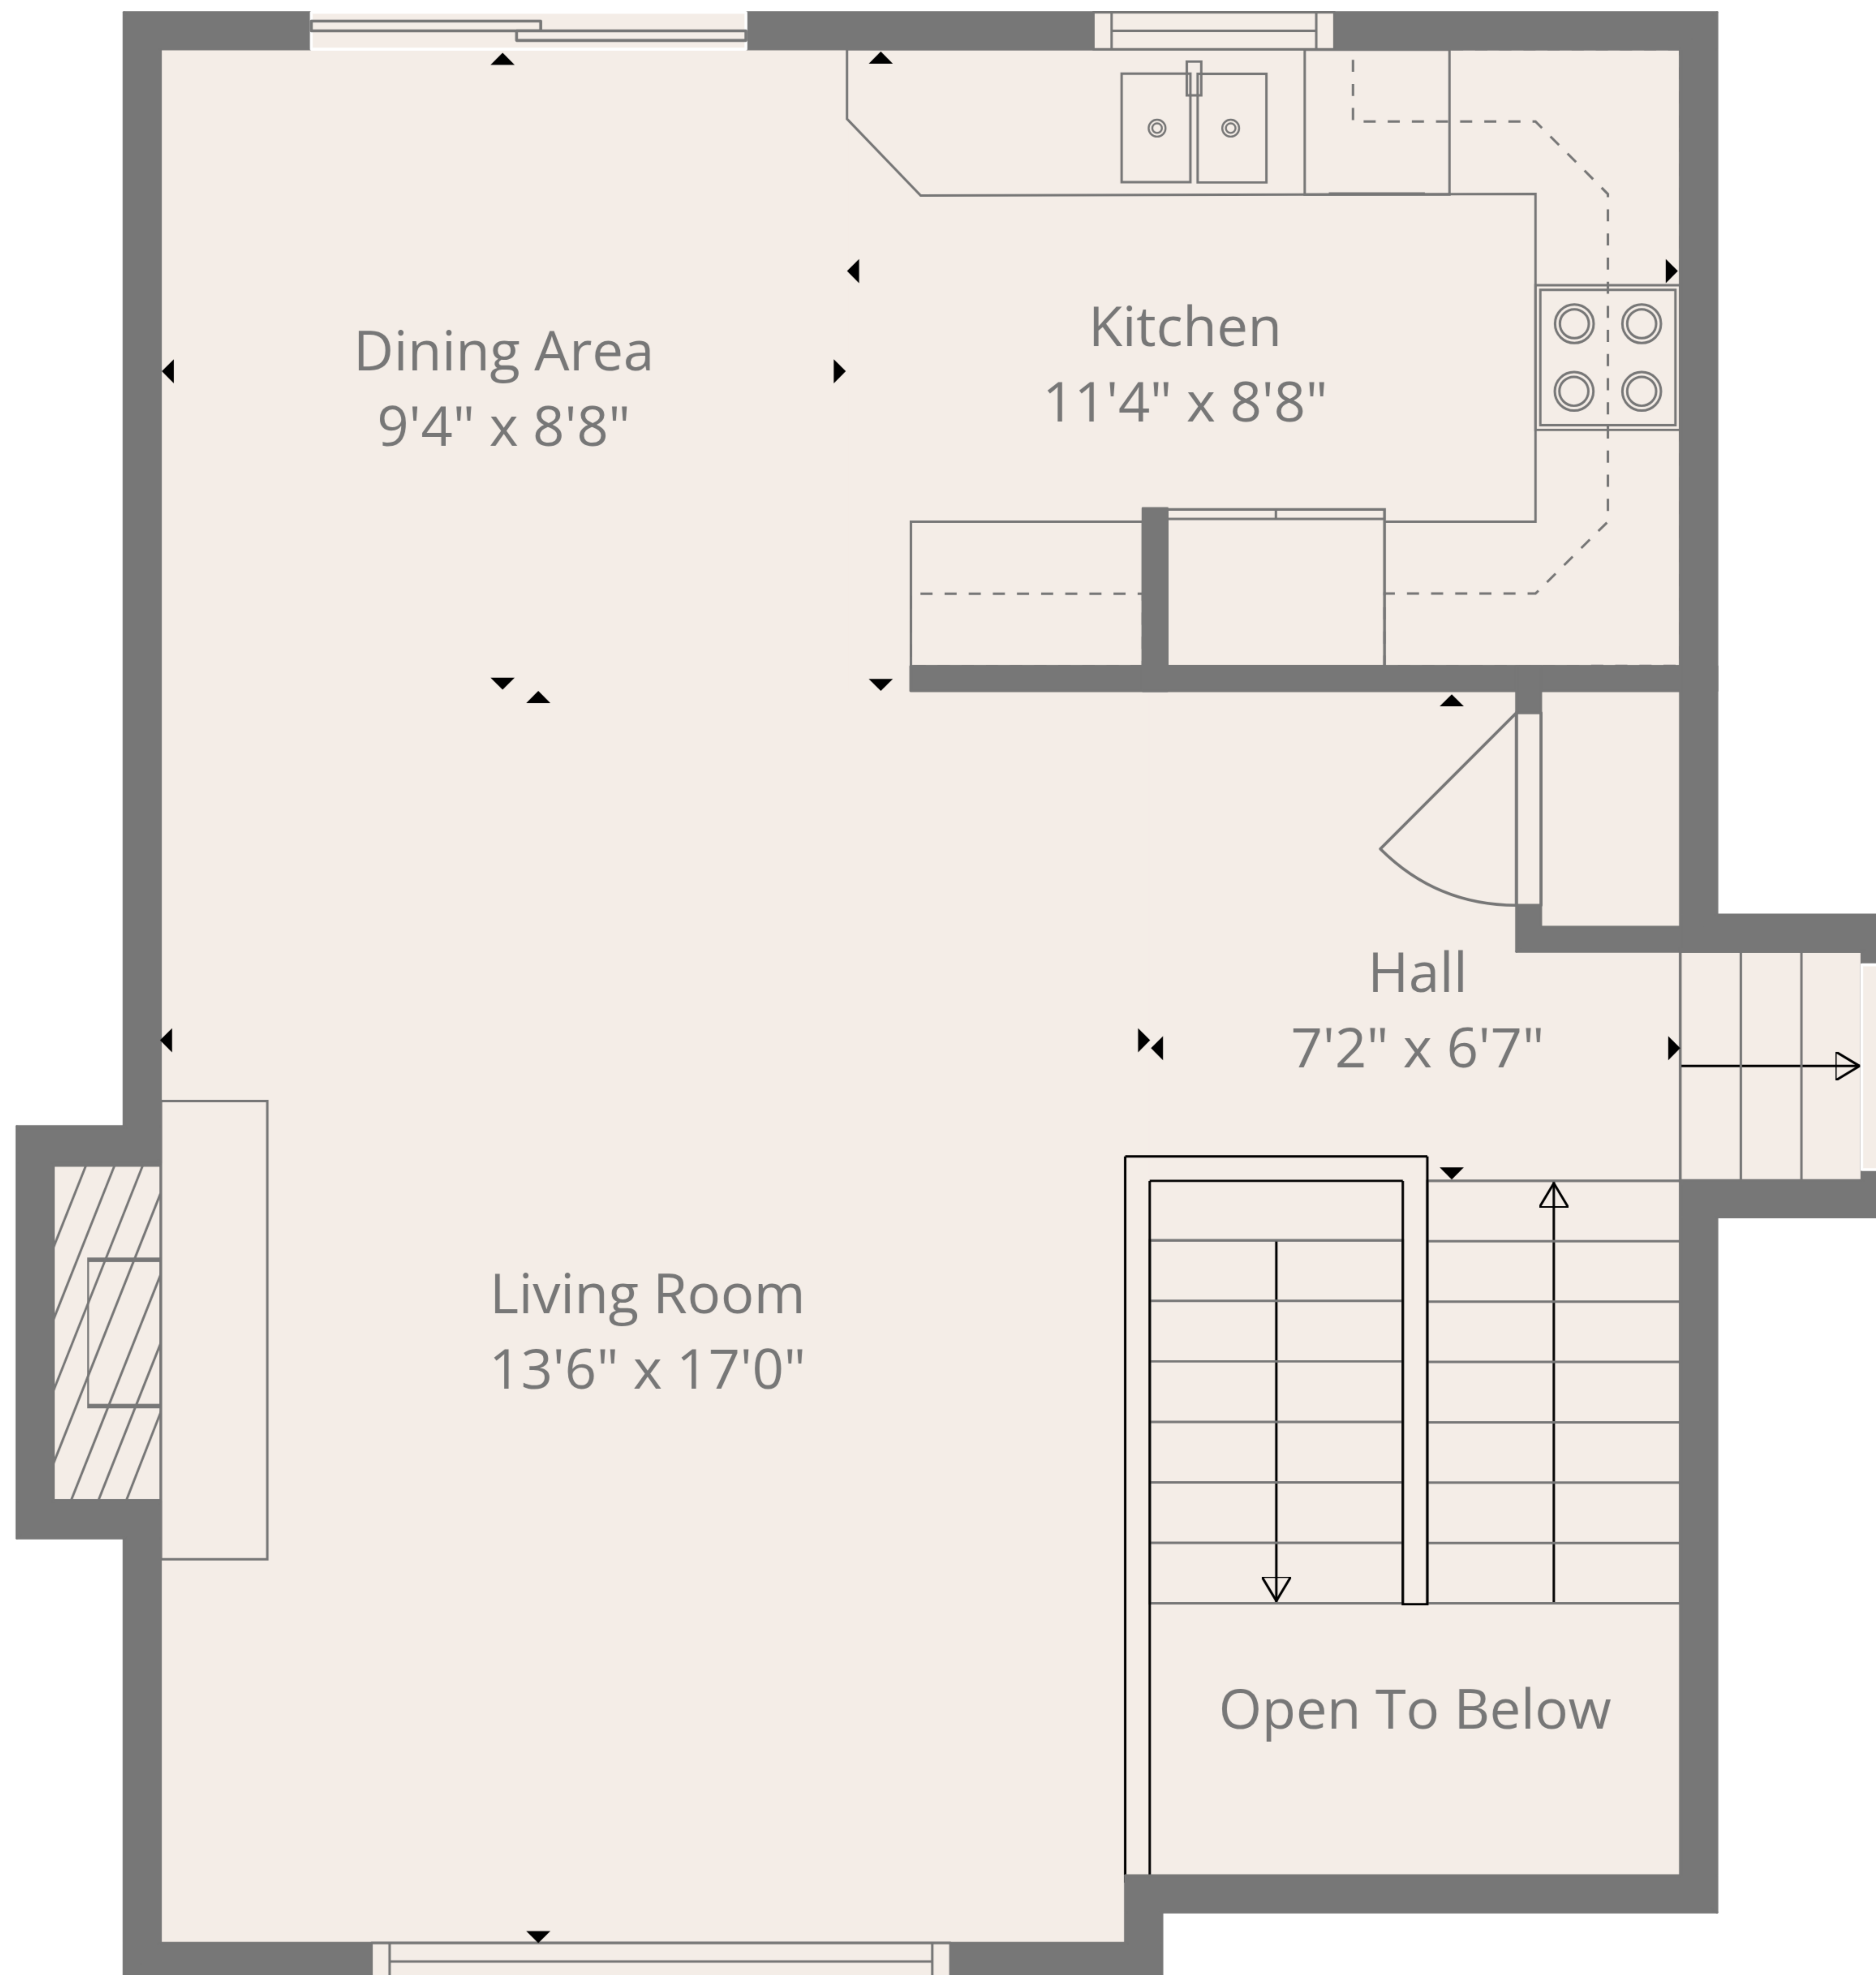 Dining Area
9'4" x 8'8"
Kitchen
11'4" x 8'8"
Hall
7'2" x 6'7"
Living Room
13'6" x 17'0"
Open To Below